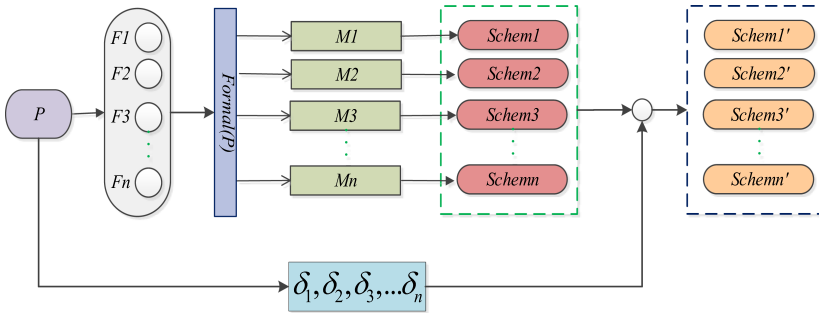 P
F1
F2
F3
Fn
Formal(P)
M1
M2
M3
Mn
Schem1
Schem2
Schem3
Schemn
Schem1'
Schem2'
Schem3'
Schemn'
δ₁,δ₂,δ₃,...δₙ